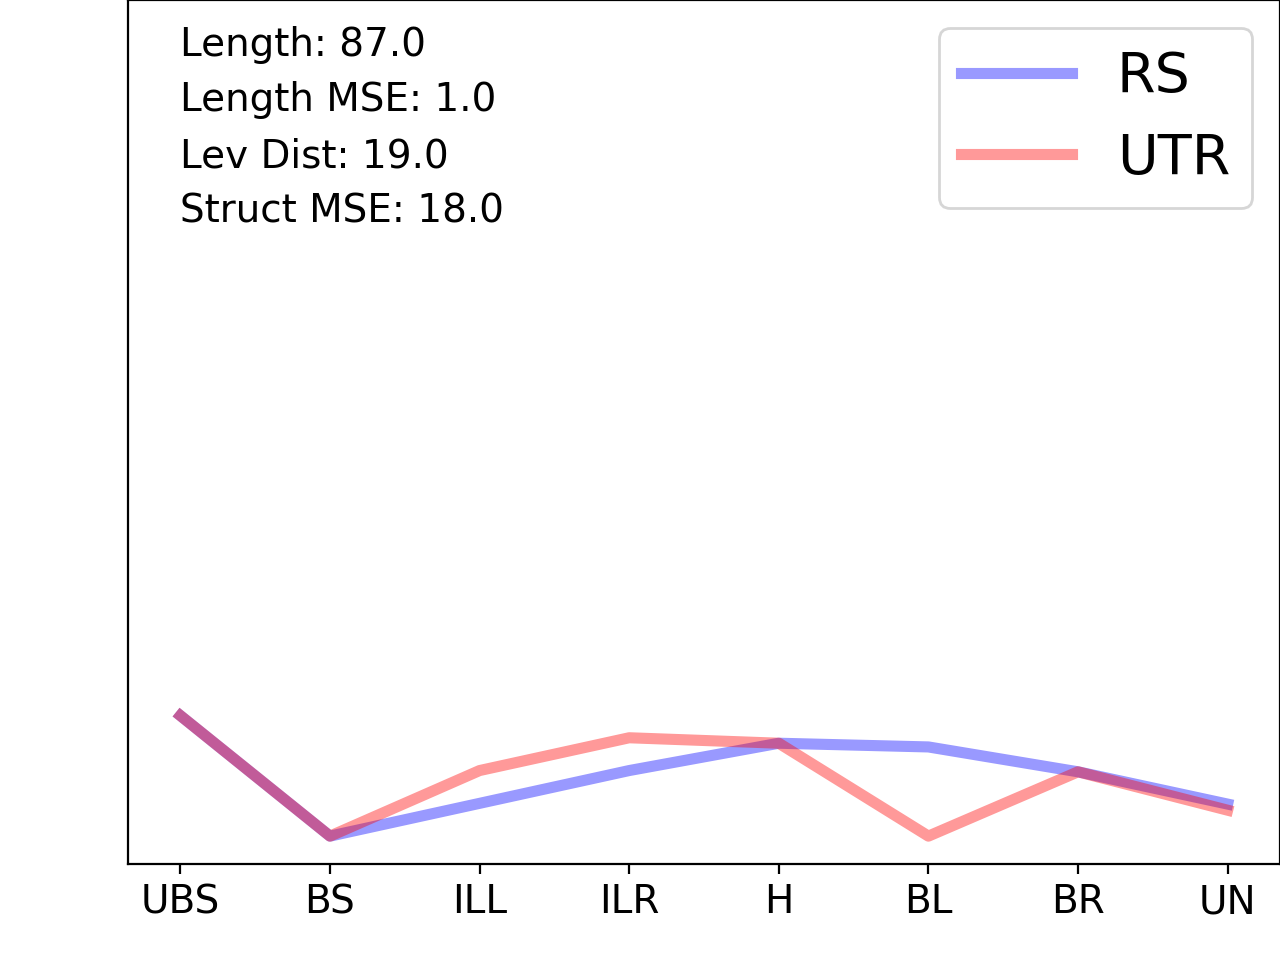 Length: 87.0
Length MSE: 1.0
Lev Dist: 19.0
Struct MSE: 18.0
RS
UTR
UBS BS ILL ILR H BL BR UN